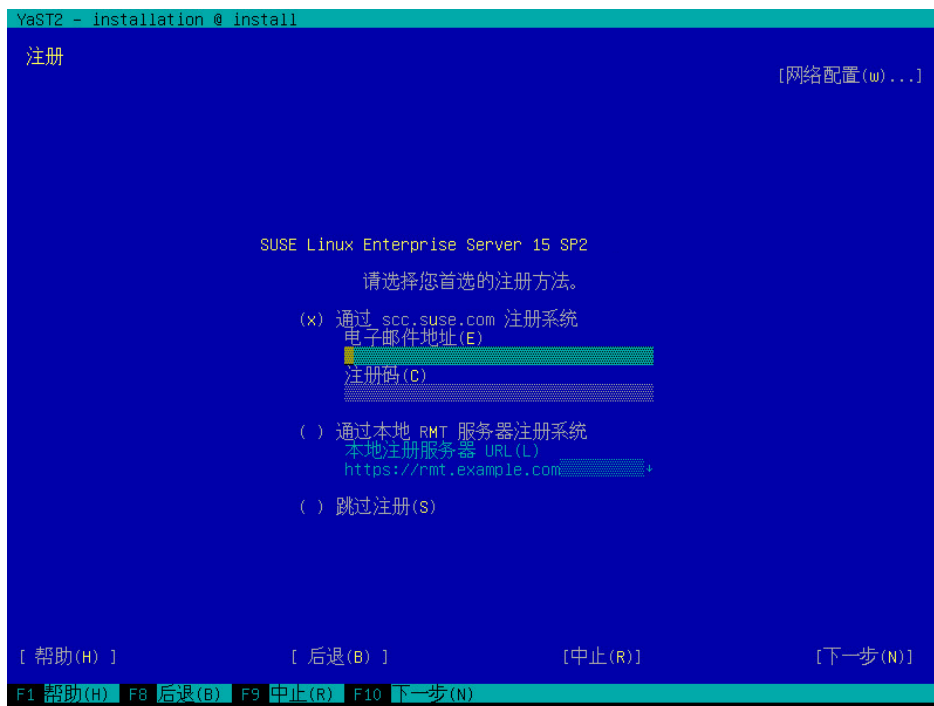 YaST2 - installation @ install
注册
[网络配置(w)...]
SUSE Linux Enterprise Server 15 SP2
请选择您首选的注册方法。
(x) 通过 scc.suse.com 注册系统
电子邮件地址(E)
注册码(C)
( ) 通过本地 RMT 服务器注册系统
本地注册服务器 URL(L)
https://rmt.example.com
( ) 跳过注册(S)
[ 帮助(H) ] [ 后退(B) ] [中止(R)] [下一步(N)]
F1 帮助(H) F8 后退(B) F9 中止(R) F10 下一步(N)